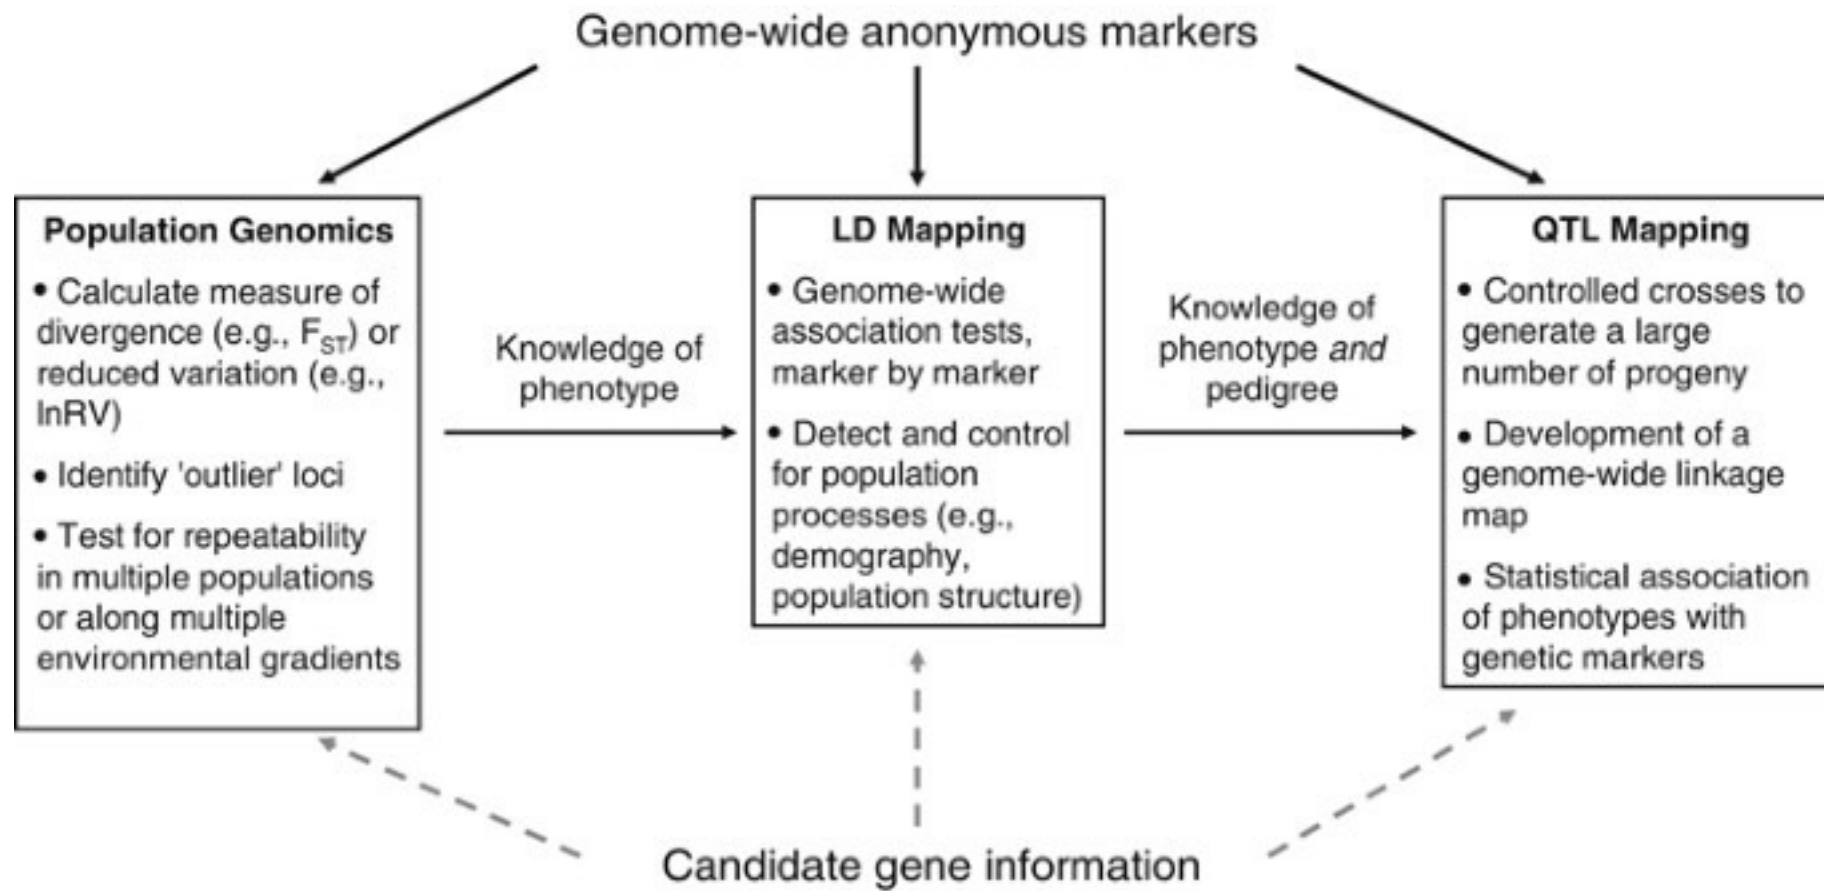 Genome-wide anonymous markers
Population Genomics
• Calculate measure of
divergence (e.g., FST) or
reduced variation (e.g.,
lnRV)
• Identify 'outlier' loci
• Test for repeatability
in multiple populations
or along multiple
environmental gradients
Knowledge of
phenotype
LD Mapping
• Genome-wide
association tests,
marker by marker
• Detect and control
for population
processes (e.g.,
demography,
population structure)
Knowledge of
phenotype and
pedigree
QTL Mapping
• Controlled crosses to
generate a large
number of progeny
• Development of a
genome-wide linkage
map
• Statistical association
of phenotypes with
genetic markers
Candidate gene information